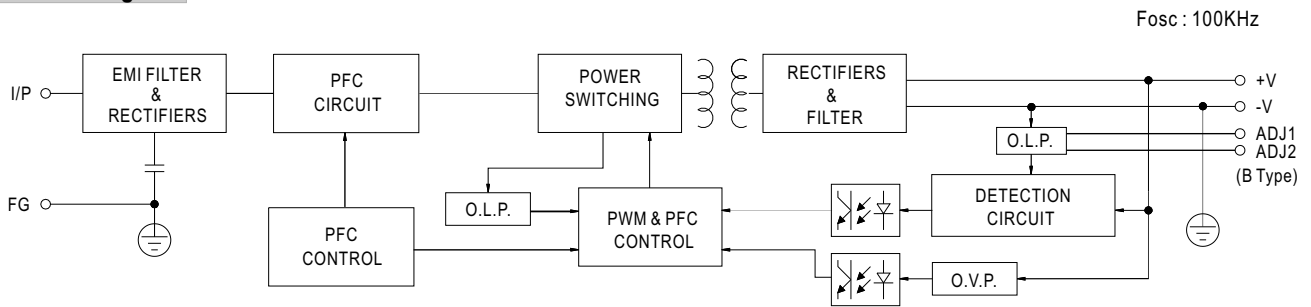 Fosc : 100KHz
I/P
EMI FILTER
&
RECTIFIERS
PFC
CIRCUIT
POWER
SWITCHING
RECTIFIERS
&
FILTER
+V
-V
O.L.P.
ADJ1
ADJ2
(B Type)
FG
O.L.P.
PFC
CONTROL
PWM & PFC
CONTROL
DETECTION
CIRCUIT
O.V.P.